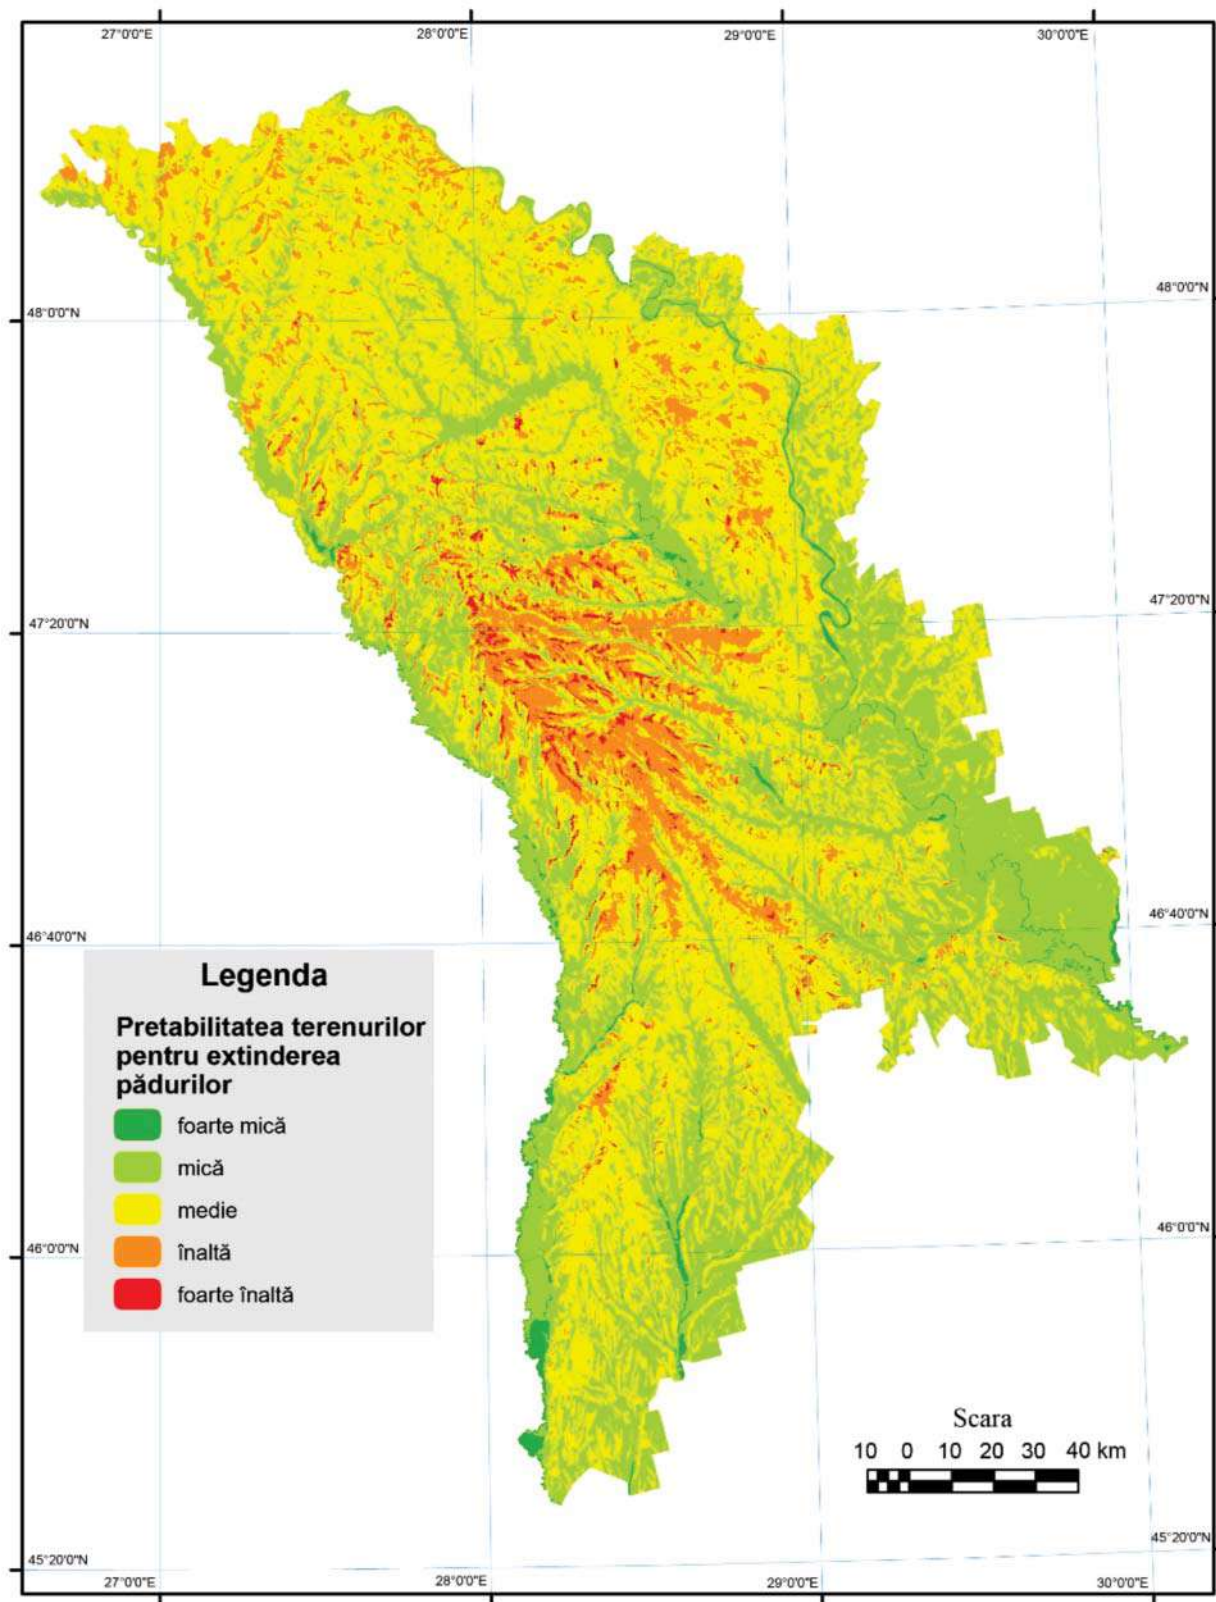 27°0'0"E
28°0'0"E
29°0'0"E
30°0'0"E
48°0'0"N
48°0'0"N
47°20'0"N
47°20'0"N
46°40'0"N
46°40'0"N
Legenda
Pretabilitatea terenurilor
pentru extinderea
pădurilor
foarte mică
mică
medie
înaltă
foarte înaltă
46°0'0"N
46°0'0"N
Scara
10 0 10 20 30 40 km
45°20'0"N
45°20'0"N
27°0'0"E
28°0'0"E
29°0'0"E
30°0'0"E